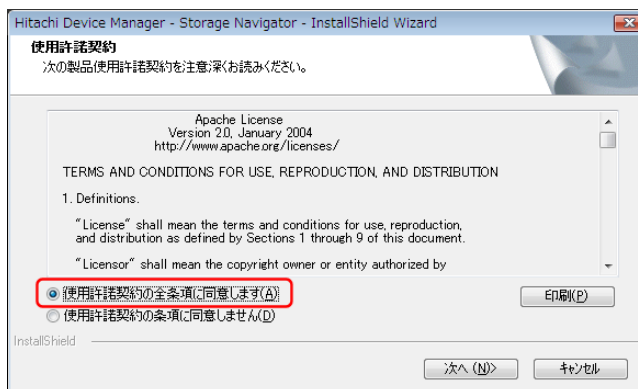 Hitachi Device Manager - Storage Navigator - InstallShield Wizard
使用許諾契約
次の製品使用許諾契約を注意深くお読みください。
Apache License
Version 2.0, January 2004
http://www.apache.org/licenses/
TERMS AND CONDITIONS FOR USE, REPRODUCTION, AND DISTRIBUTION
1. Definitions.
"License" shall mean the terms and conditions for use, reproduction,
and distribution as defined by Sections 1 through 9 of this document.
"Licensor" shall mean the copyright owner or entity authorized by
使用許諾契約の全条項に同意します(A)
印刷(P)
使用許諾契約の条項に同意しません(D)
InstallShield
次へ (N)>
キャンセル